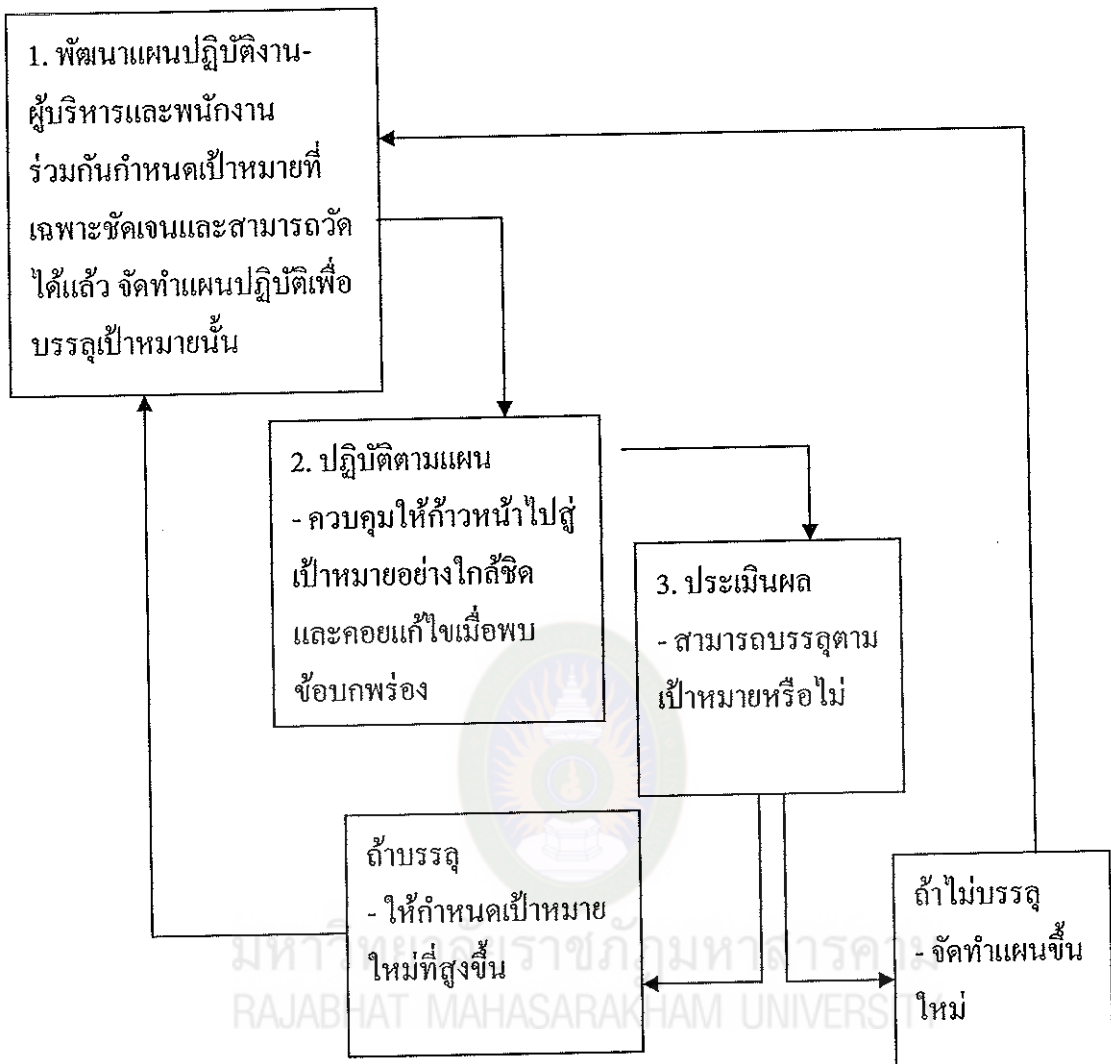 1. พัฒนาแผนปฏิบัติงาน-
ผู้บริหารและพนักงาน
ร่วมกันกำหนดเป้าหมายที่
เฉพาะชัดเจนและสามารถวัด
ได้แล้ว จัดทำแผนปฏิบัติเพื่อ
บรรลุเป้าหมายนั้น
2. ปฏิบัติตามแผน
- ควบคุมให้ก้าวหน้าไปสู่
เป้าหมายอย่างใกล้ชิด
และคอยแก้ไขเมื่อพบ
ข้อบกพร่อง
3. ประเมินผล
- สามารถบรรลุตาม
เป้าหมายหรือไม่
ถ้าบรรลุ
- ให้กำหนดเป้าหมาย
ใหม่ที่สูงขึ้น
ถ้าไม่บรรลุ
- จัดทำแผนขึ้น
ใหม่
มหาวิทยาลัยราชภัฏมหาสารคาม
RAJABHAT MAHASARAKHAM UNIVERSITY